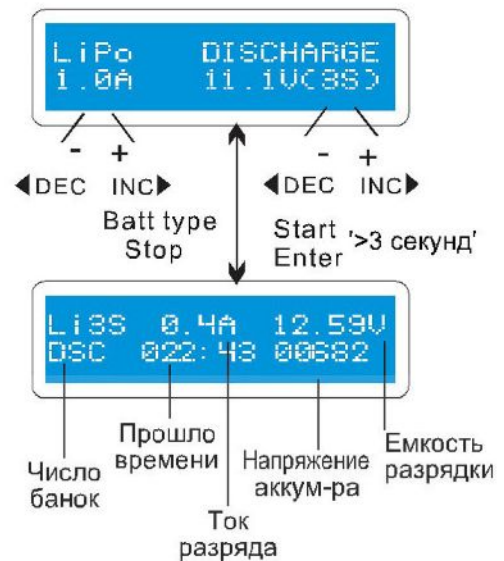 LiPo DISCHARGE
1.0A 11.1V(3S)
- + - +
◀DEC INC▶ ◀DEC INC▶
Batt type
Stop
Start
Enter
'>3 секунд'
Li3S 0.4A 12.59V
DSC 022:43 00682
Число
банок
Прошло
времени
Ток
разряда
Напряжение
аккум-ра
Емкость
разрядки